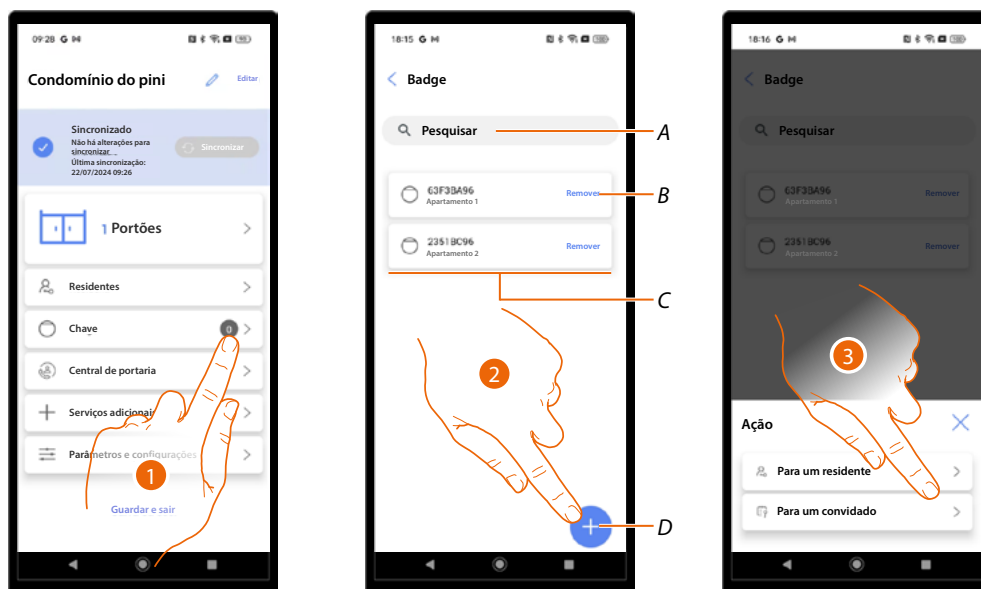 09:28 G
Condomínio do pini
Editar
Sincronizado
Não há alterações para
sincronizar
Última sincronização:
22/07/2024 09:26
Sincronizar
1 Portões
Residentes
Chave
0
Central de portaria
Serviços adicionais
Parâmetros e configurações
1
Guardar e sair
18:15 G
Badge
Pesquisar
A
63F3BA96
Apartamento 1
Remover
B
2351BC96
Apartamento 2
Remover
C
2
D
18:16 G
Badge
Pesquisar
63F3BA96
Apartamento 1
Remover
2351BC96
Apartamento 2
Remover
3
Ação
Para um residente
Para um convidado